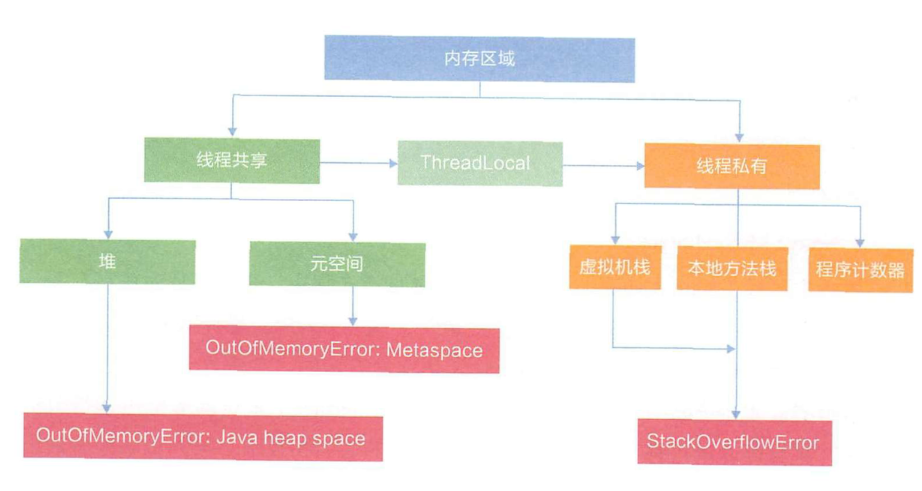 内存区域
线程共享
ThreadLocal
线程私有
堆
元空间
虚拟机栈
本地方法栈
程序计数器
OutOfMemoryError: Metaspace
OutOfMemoryError: Java heap space
StackOverflowError